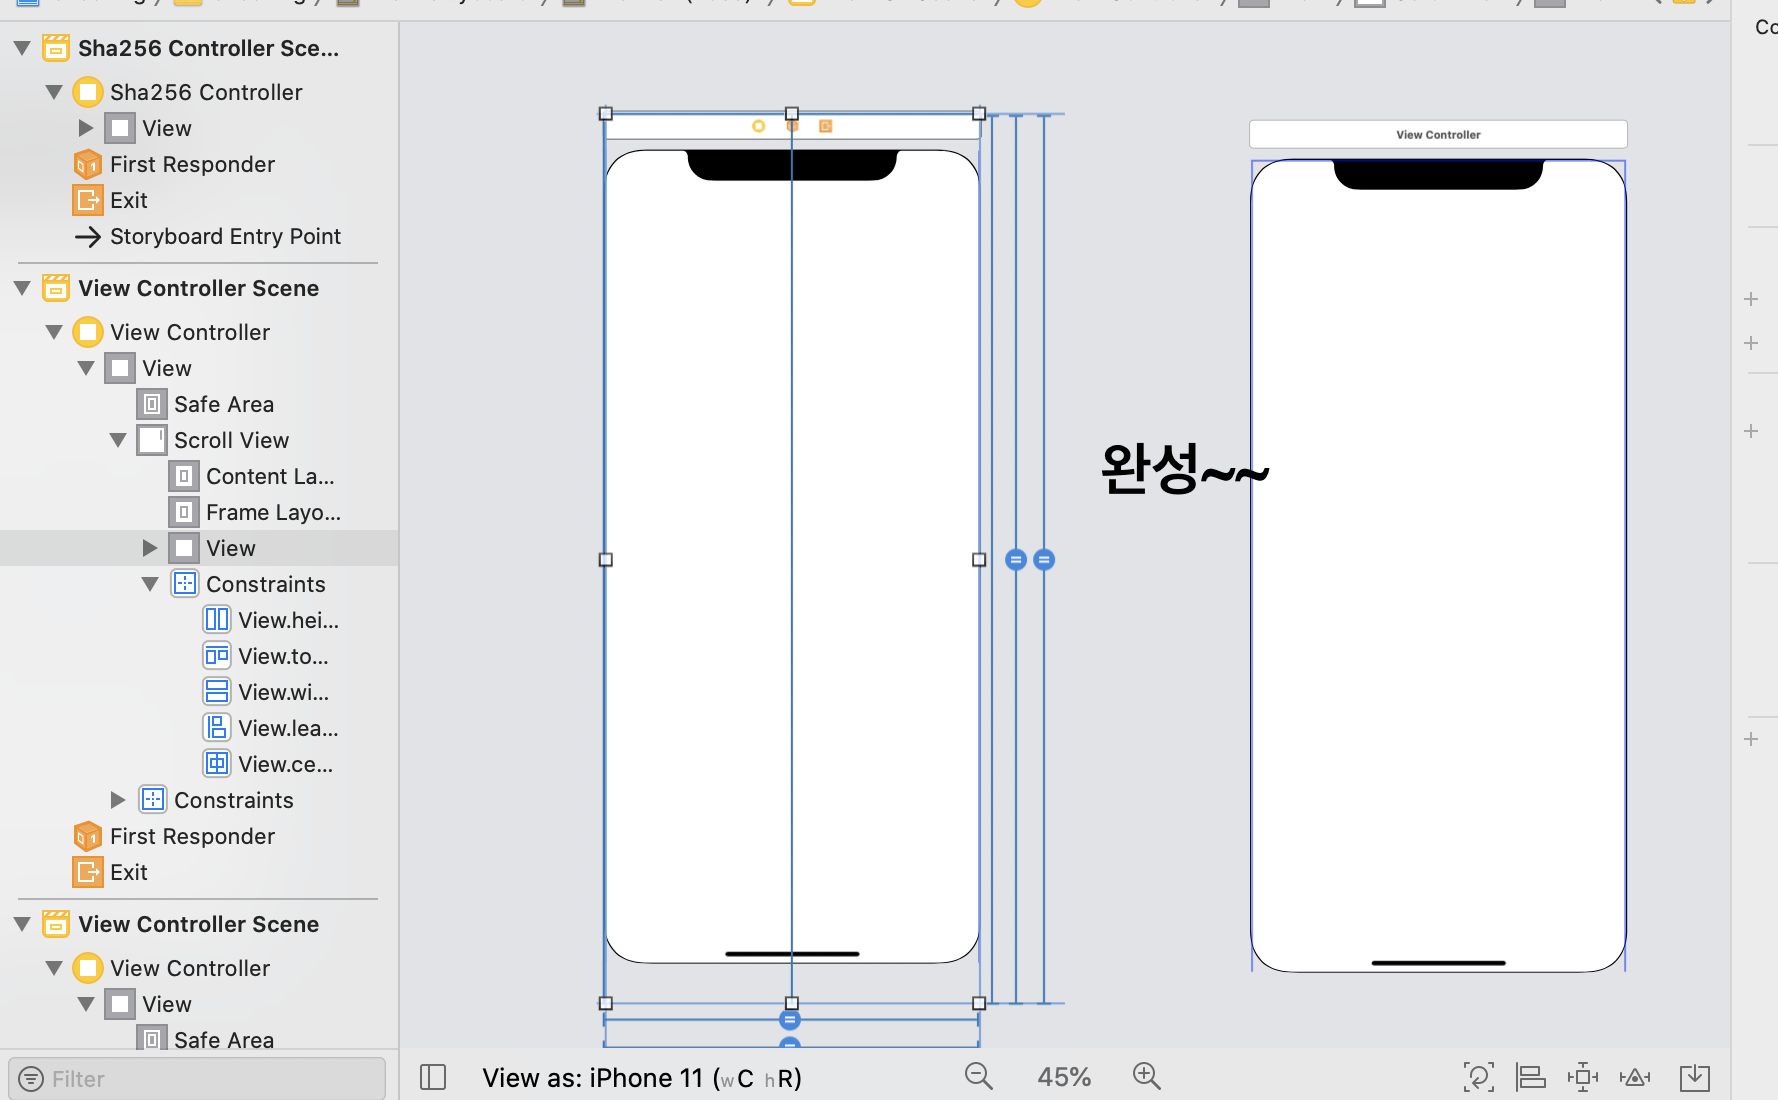 Co
Sha256 Controller Sce...
Sha256 Controller
View
First Responder
Exit
Storyboard Entry Point
View Controller Scene
View Controller
View
Safe Area
Scroll View
Content La...
Frame Layo...
View
Constraints
View.hei...
View.to...
View.wi...
View.lea...
View.ce...
Constraints
First Responder
Exit
View Controller Scene
View Controller
View
Safe Area
Filter
View Controller
완성~~
View as: iPhone 11 (wC hR)
45%